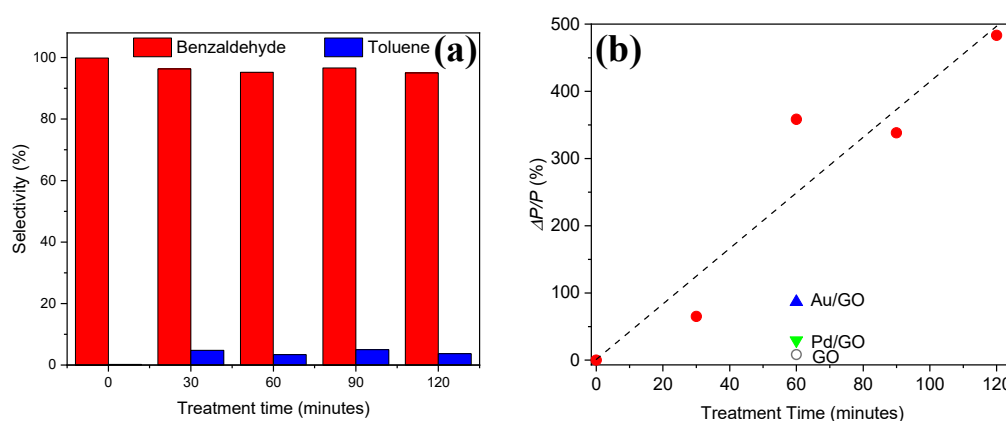 Benzaldehyde
Toluene
(a)
100
80
60
40
20
0
Selectivity (%)
0 30 60 90 120
Treatment time (minutes)
(b)
500
400
300
200
100
0
ΔP/P (%)
Au/GO
Pd/GO
GO
0 20 40 60 80 100 120
Treatment Time (minutes)